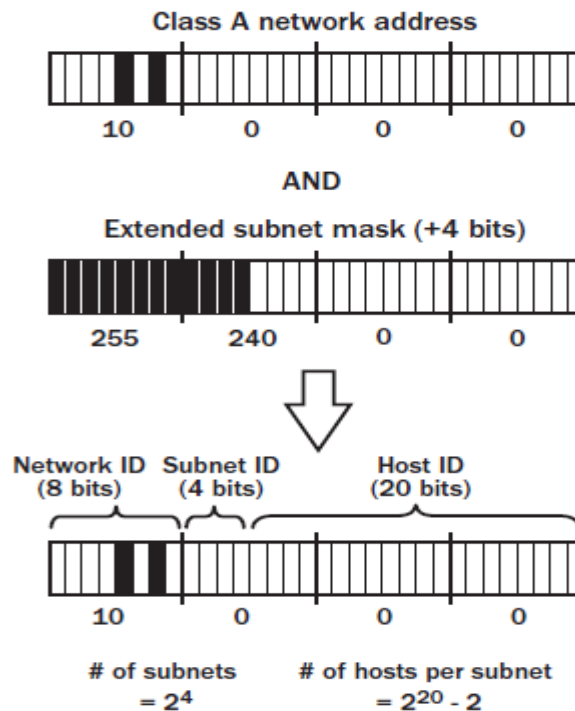 Class A network address
10 0 0 0
AND
Extended subnet mask (+4 bits)
255 240 0 0
Network ID Subnet ID Host ID
(8 bits) (4 bits) (20 bits)
10 0 0 0
# of subnets # of hosts per subnet
= 2⁴ = 2²⁰ - 2